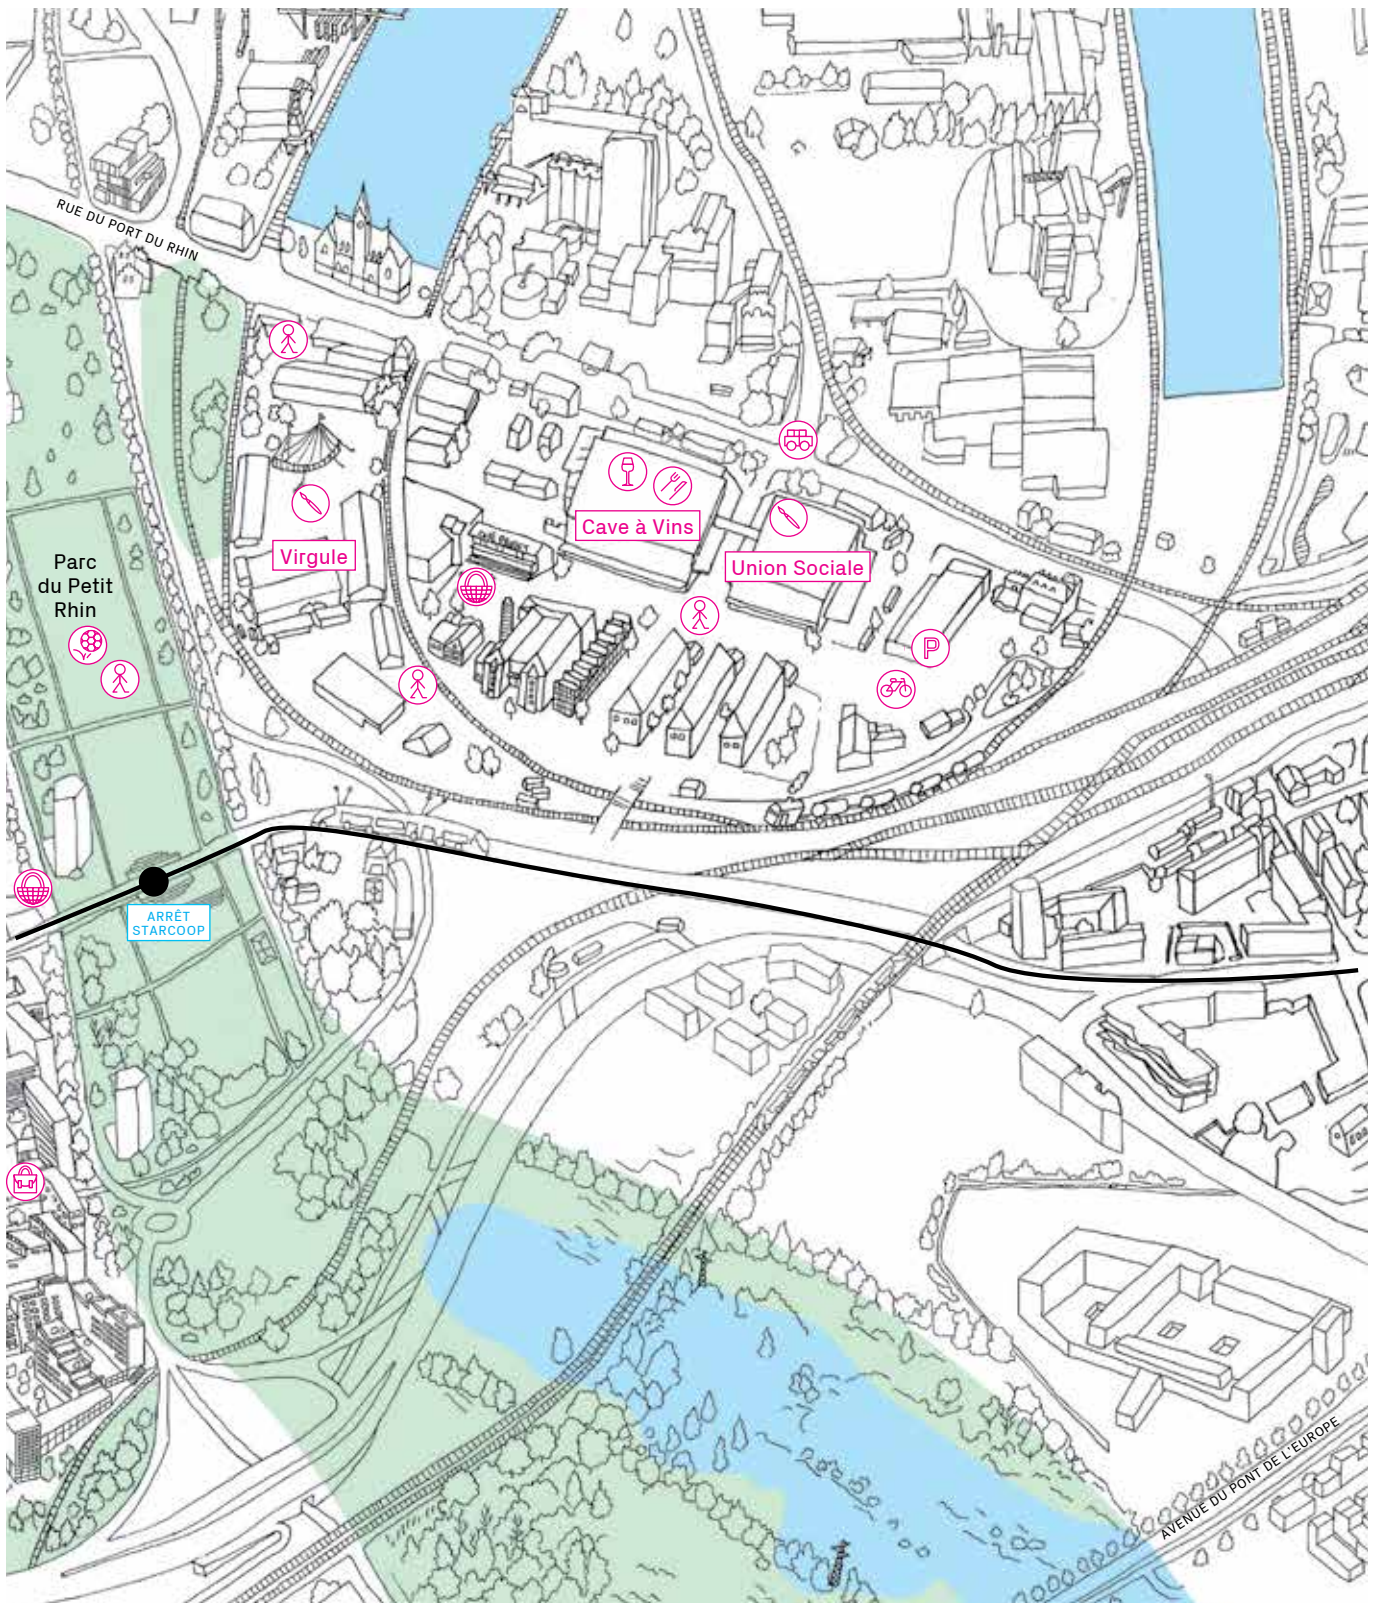 RUE DU PORT DU RHIN
Cave à Vins
Virgule
Union Sociale
Parc
du Petit
Rhin
P
ARRÊT
STARCOOP
AVENUE DU PONT DE L'EUROPE